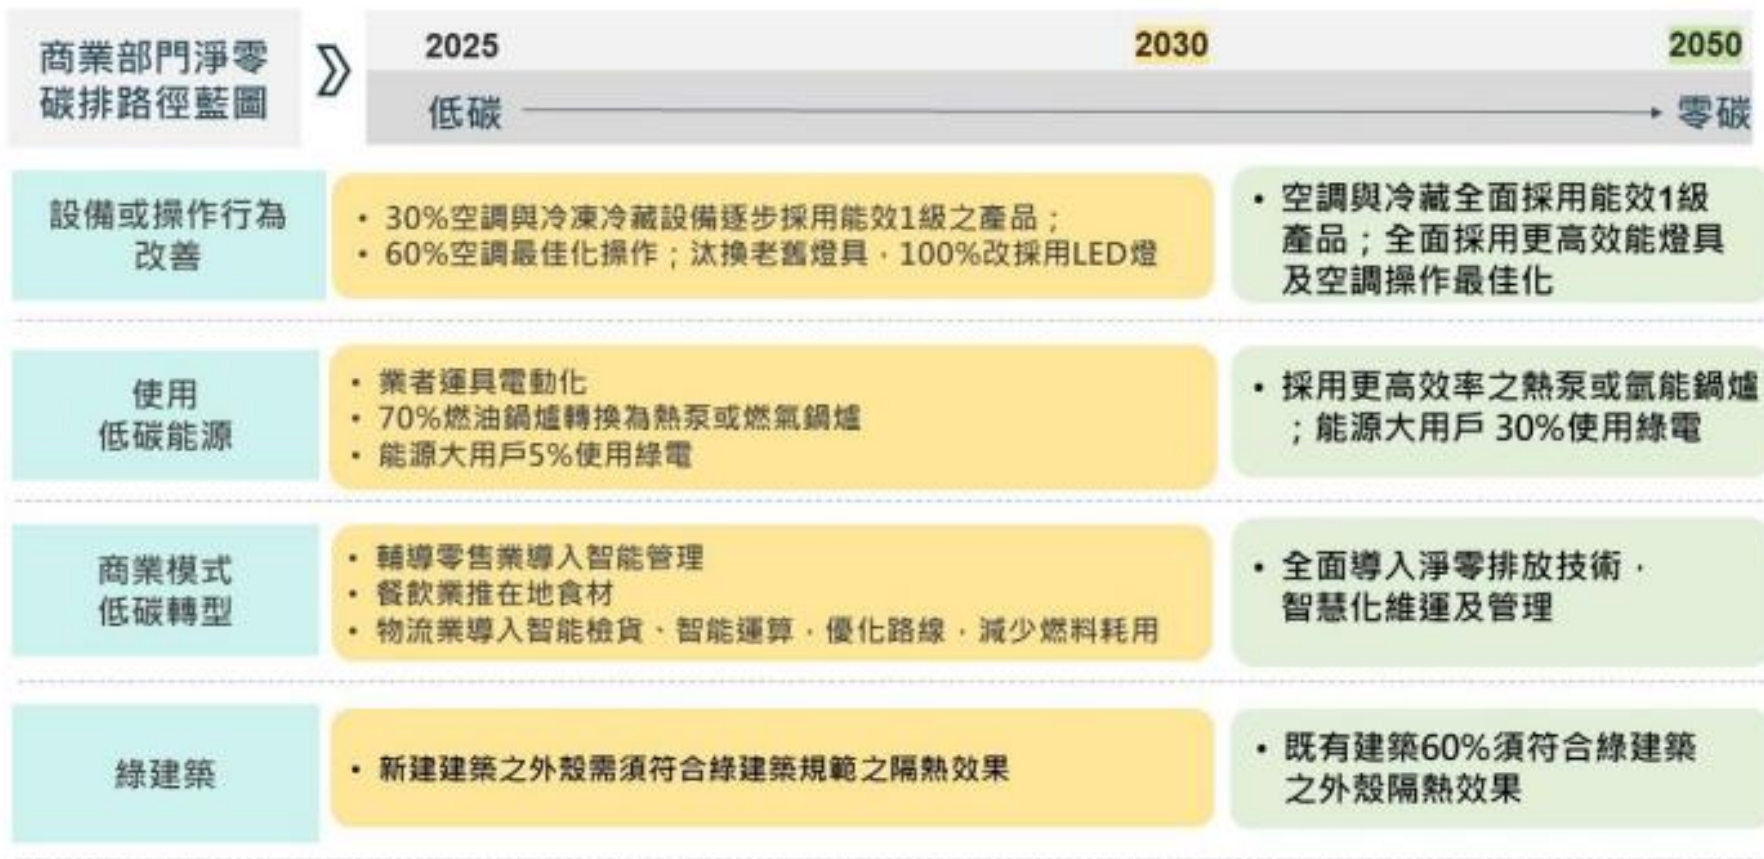 商業部門淨零
碳排路徑藍圖
2025
2030
2050
低碳
零碳
設備或操作行為
改善
• 30%空調與冷凍冷藏設備逐步採用能效1級之產品；
• 60%空調最佳化操作；汰換老舊燈具，100%改採用LED燈
• 空調與冷藏全面採用能效1級
產品；全面採用更高效能燈具
及空調操作最佳化
使用
低碳能源
• 業者運具電動化
• 70%燃油鍋爐轉換為熱泵或燃氣鍋爐
• 能源大用戶5%使用綠電
• 採用更高效率之熱泵或氫能鍋爐
；能源大用戶 30%使用綠電
商業模式
低碳轉型
• 輔導零售業導入智能管理
• 餐飲業推在地食材
• 物流業導入智能檢貨、智能運算，優化路線，減少燃料耗用
• 全面導入淨零排放技術，
智慧化維運及管理
綠建築
• 新建建築之外殼需須符合綠建築規範之隔熱效果
• 既有建築60%須符合綠建築
之外殼隔熱效果